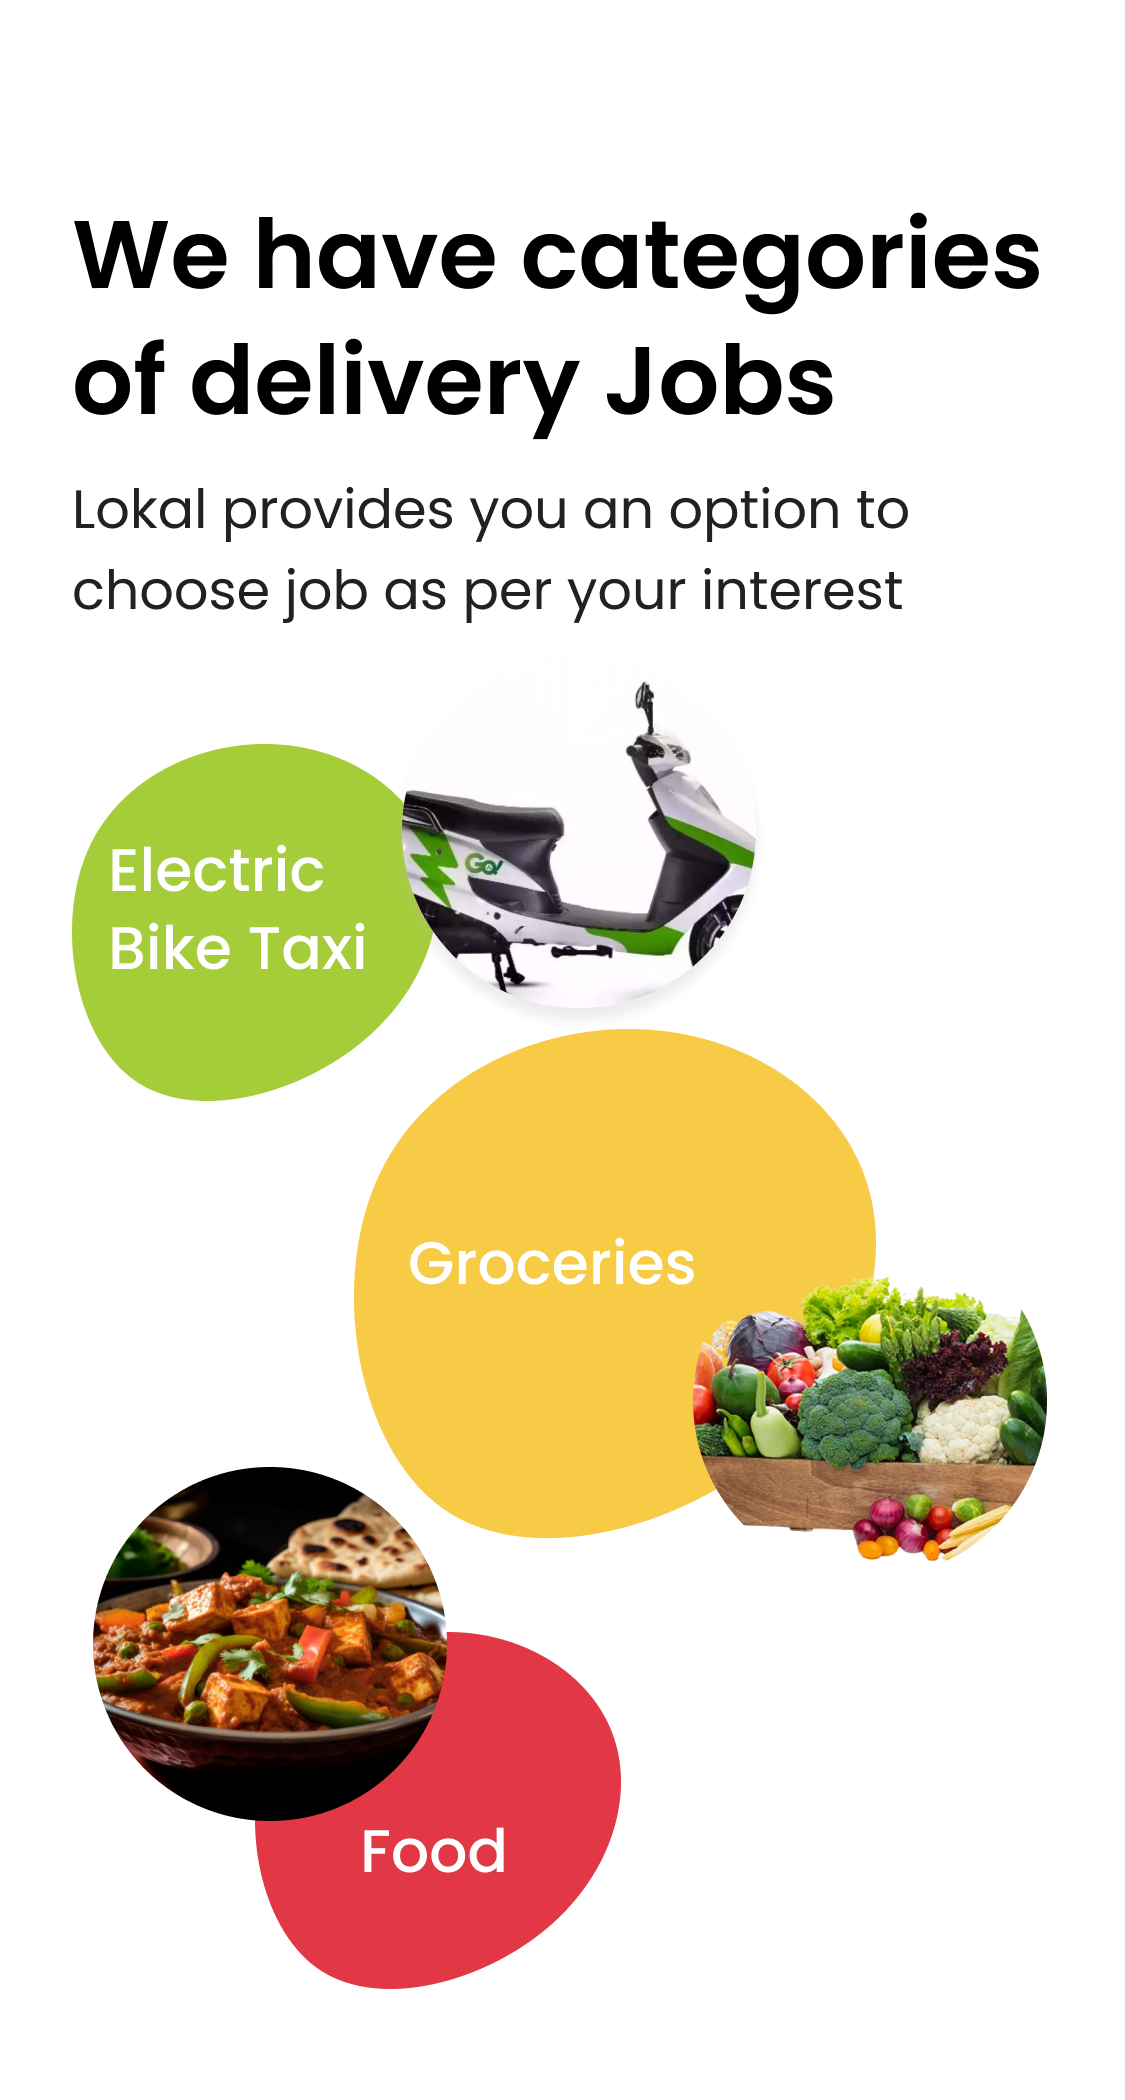 We have categories
of delivery Jobs
Lokal provides you an option to
choose job as per your interest
Electric
Bike Taxi
Go!
Groceries
Food